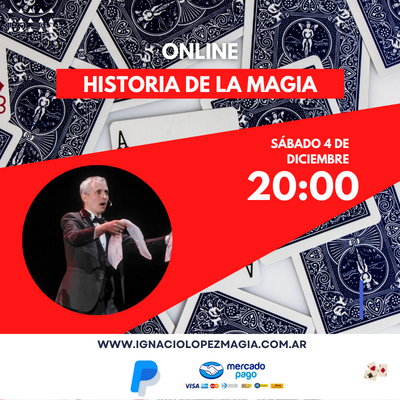 ONLINE
HISTORIA DE LA MAGIA
A
SÁBADO 4 DE
DICIEMBRE
20:00
WWW.IGNACIOLOPEZMAGIA.COM.AR
mercado
pago
VISA